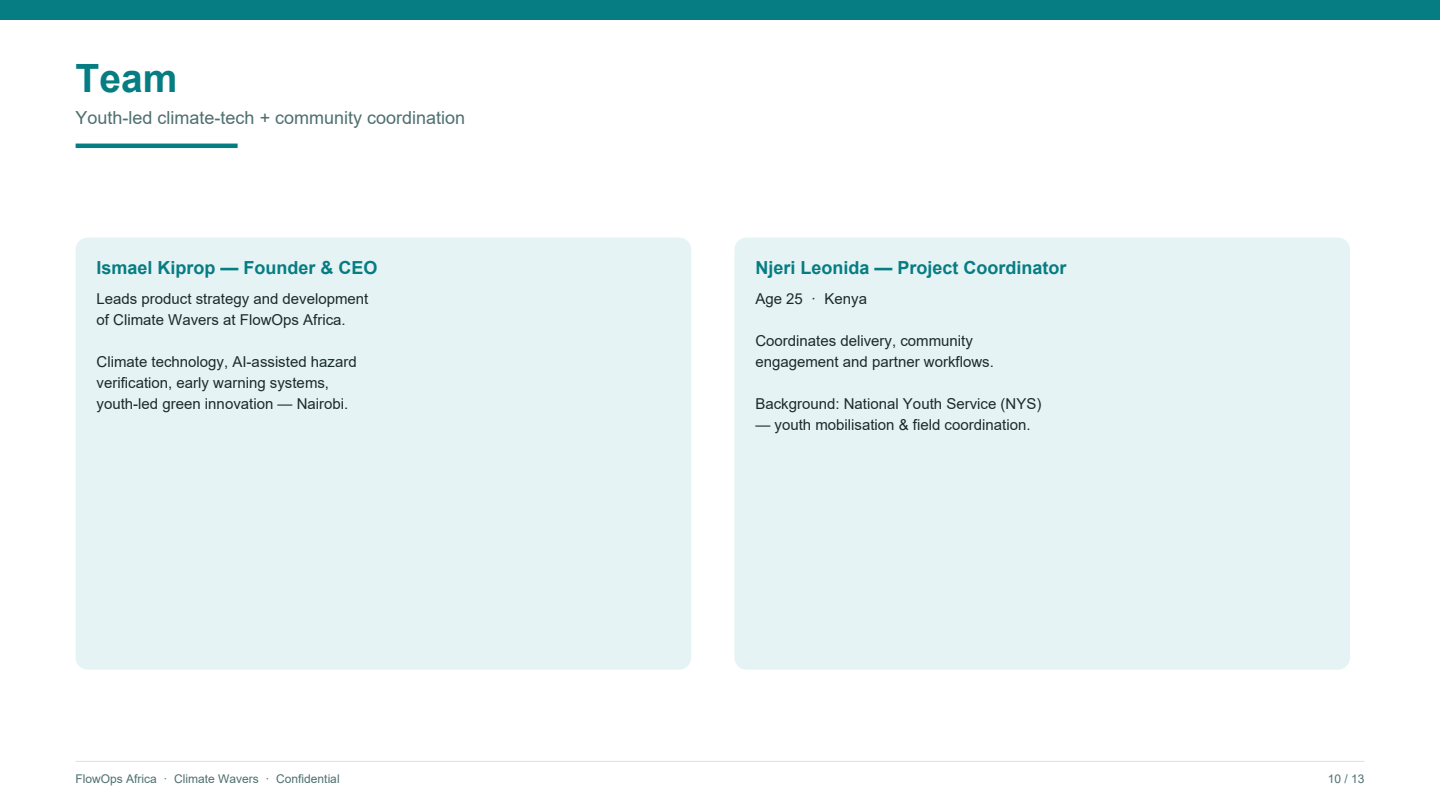 Team
Youth-led climate-tech + community coordination
Ismael Kiprop — Founder & CEO
Leads product strategy and development
of Climate Wavers at FlowOps Africa.
Climate technology, AI-assisted hazard
verification, early warning systems,
youth-led green innovation — Nairobi.
Njeri Leonida — Project Coordinator
Age 25 · Kenya
Coordinates delivery, community
engagement and partner workflows.
Background: National Youth Service (NYS)
— youth mobilisation & field coordination.
FlowOps Africa · Climate Wavers · Confidential
10 / 13